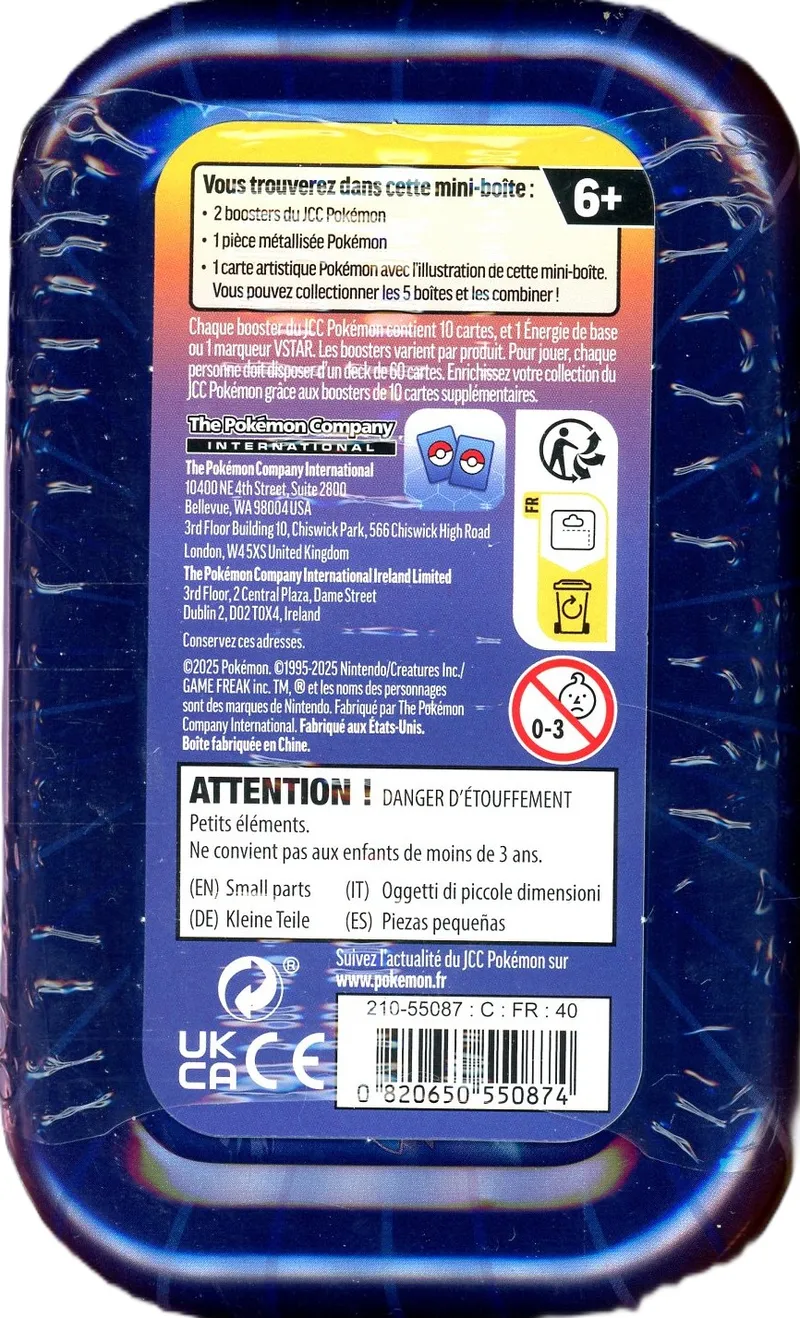 Vous trouverez dans cette mini-boîte :
6+
• 2 boosters du JCC Pokémon
• 1 pièce métallisée Pokémon
• 1 carte artistique Pokémon avec l'illustration de cette mini-boîte.
Vous pouvez collectionner les 5 boîtes et les combiner !
Chaque booster du JCC Pokémon contient 10 cartes, et 1 Énergie de base
ou 1 marqueur VSTAR. Les boosters varient par produit. Pour jouer, chaque
personne doit disposer d'un deck de 60 cartes. Enrichissez votre collection du
JCC Pokémon grâce aux boosters de 10 cartes supplémentaires.
The Pokémon Company
INTERNATIONAL
The Pokémon Company International
10400 NE 4th Street, Suite 2800
Bellevue, WA 98004 USA
3rd Floor Building 10, Chiswick Park, 566 Chiswick High Road
London, W4 5XS United Kingdom
The Pokémon Company International Ireland Limited
3rd Floor, 2 Central Plaza, Dame Street
Dublin 2, D02 T0X4, Ireland
Conservez ces adresses.
FR
©2025 Pokémon. ©1995-2025 Nintendo/Creatures Inc./
GAME FREAK inc. TM, ® et les noms des personnages
sont des marques de Nintendo. Fabriqué par The Pokémon
Company International. Fabriqué aux États-Unis.
Boîte fabriquée en Chine.
0-3
ATTENTION ! DANGER D'ÉTOUFFEMENT
Petits éléments.
Ne convient pas aux enfants de moins de 3 ans.
(EN) Small parts (IT) Oggetti di piccole dimensioni
(DE) Kleine Teile (ES) Piezas pequeñas
Suivez l'actualité du JCC Pokémon sur
www.pokemon.fr
®
UK
CA CE
210-55087 : C : FR : 40
0 820650 550874